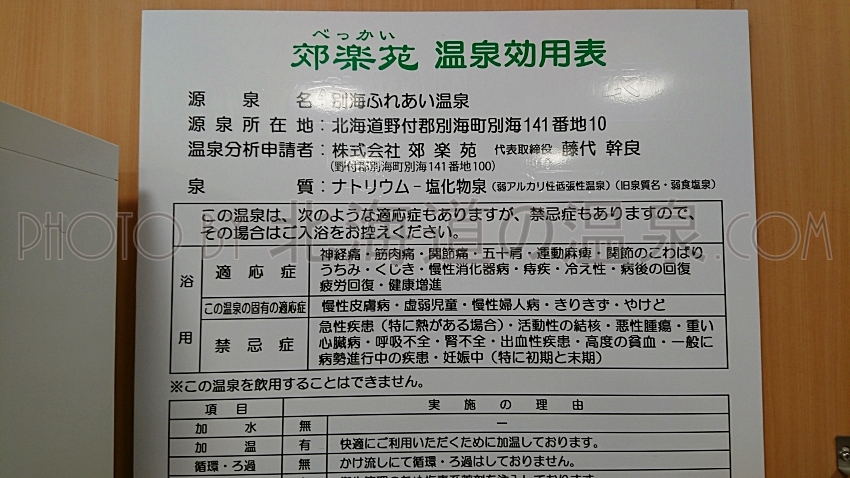 べっかい
郊楽苑 温泉効用表
源泉名：別海ふれあい温泉
源泉所在地：北海道野付郡別海町別海141番地10
温泉分析申請者：株式会社 郊楽苑 代表取締役 藤代 幹良
(野付郡別海町別海141番地100)
泉質：ナトリウム－塩化物泉（弱アルカリ性低張性温泉）（旧泉質名・弱食塩泉）
この温泉は、次のような適応症もありますが、禁忌症もありますので、
その場合はご入浴をお控えください。
浴用
適応症
神経痛・筋肉痛・関節痛・五十肩・運動麻痺・関節のこわばり
うちみ・くじき・慢性消化器病・痔疾・冷え性・病後の回復
疲労回復・健康増進
この温泉の固有の適応症
慢性皮膚病・虚弱児童・慢性婦人病・きりきず・やけど
禁忌症
急性疾患（特に熱がある場合）・活動性の結核・悪性腫瘍・重い
心臓病・呼吸不全・腎不全・出血性疾患・高度の貧血・一般に
病勢進行中の疾患・妊娠中（特に初期と末期）
※この温泉を飲用することはできません。
項目 実施の理由
加水 無 ー
加温 有 快適にご利用いただくために加温しております。
循環・ろ過 無 かけ流しにて循環・ろ過はしておりません。
PHOTO BY 北海道の温泉.COM